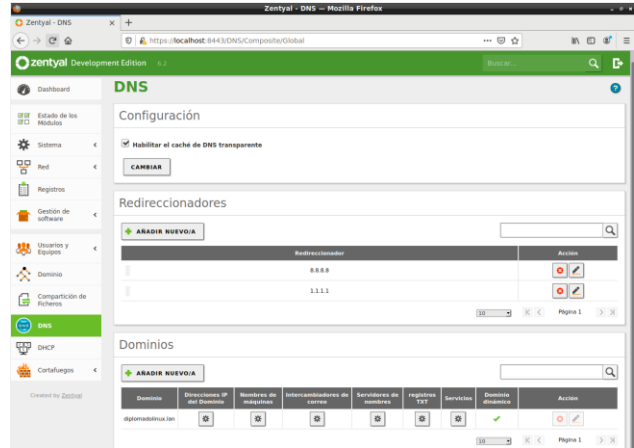 Zentyal - DNS — Mozilla Firefox
Zentyal - DNS × +
https://localhost:8443/DNS/Composite/Global
zentyal Development Edition 6.2
Buscar...
Dashboard
Estado de los Módulos
Sistema
Red
Registros
Gestión de software
Usuarios y Equipos
Dominio
Compartición de Ficheros
DNS
DHCP
Cortafuegos
Created by Zentyal
DNS
Configuración
Habilitar el caché de DNS transparente
CAMBIAR
Redireccionadores
AÑADIR NUEVO/A
Redireccionador Acción
8.8.8.8
1.1.1.1
10 Página 1
Dominios
AÑADIR NUEVO/A
Dominio Direcciones IP del Dominio Nombres de máquinas Intercambiadores de correo Servidores de nombres registros TXT Servicios Dominio dinámico Acción
diplomadolinux.lan
10 Página 1